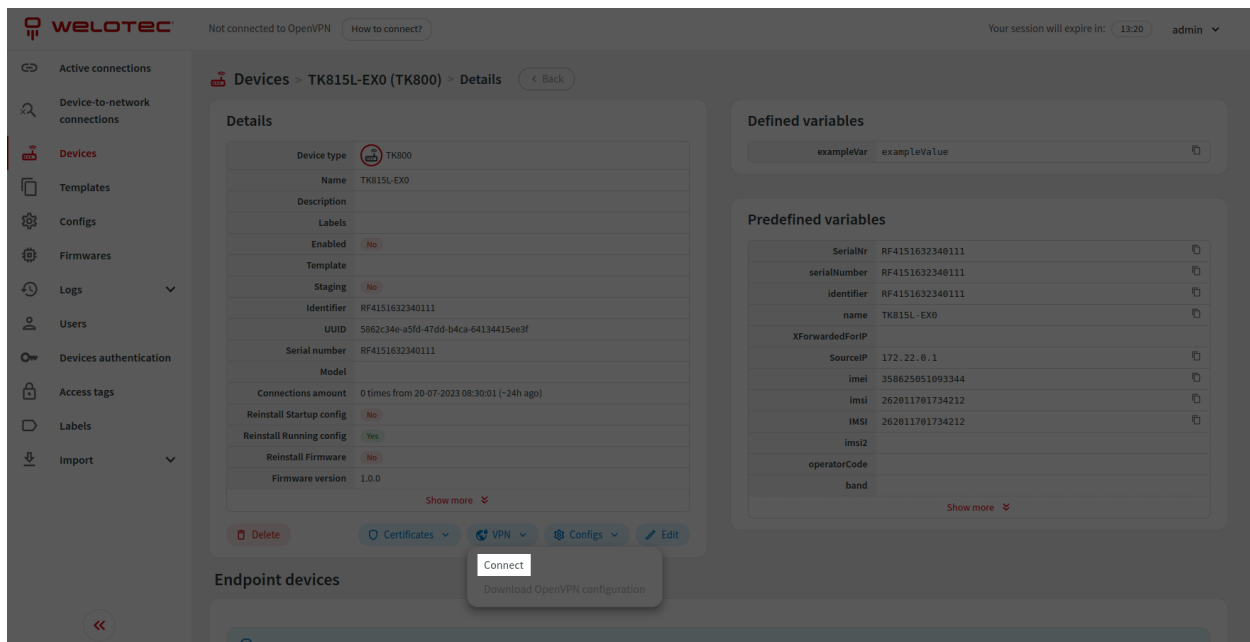 WELOTEC
Not connected to OpenVPN How to connect? Your session will expire in: 13:20 admin
Active connections
Device-to-network
connections
Devices
Templates
Configs
Firmwares
Logs
Users
Devices authentication
Access tags
Labels
Import
Devices > TK815L-EX0 (TK800) > Details < Back
Details
Device type TK800
Name TK815L-EX0
Description
Labels
Enabled No
Template
Staging No
Identifier RF4151632340111
UUID 5862c34e-a5fd-47dd-b4ca-64134415ee3f
Serial number RF4151632340111
Model
Connections amount 0 times from 20-07-2023 08:30:01 (~24h ago)
Reinstall Startup config No
Reinstall Running config Yes
Reinstall Firmware No
Firmware version 1.0.0
Show more
Delete Certificates VPN Configs Edit
Connect
Download OpenVPN configuration
Endpoint devices
Defined variables
exampleVar exampleValue
Predefined variables
SerialNr RF4151632340111
serialNumber RF4151632340111
identifier RF4151632340111
name TK815L-EX0
XForwardedForIP
SourceIP 172.22.0.1
imei 358625051093344
imsi 262011701734212
IMSI 262011701734212
imsi2
operatorCode
band
Show more